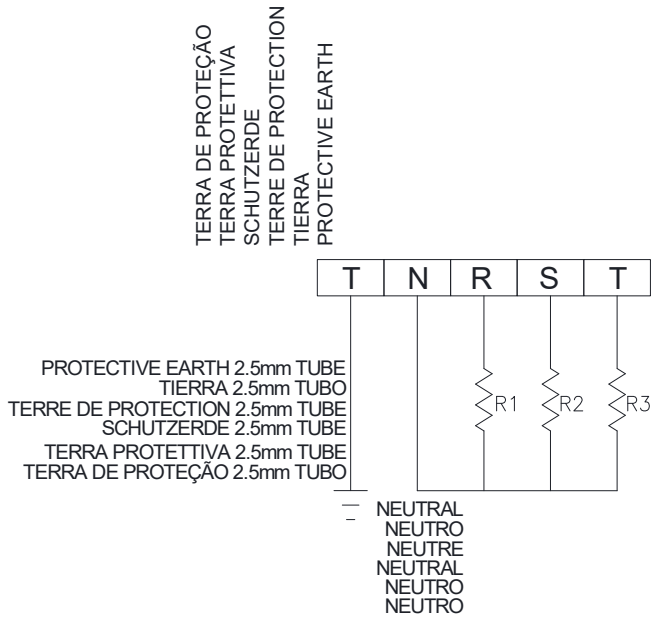 TERRA DE PROTEÇÃO
TERRA PROTETTIVA
SCHUTZERDE
TERRE DE PROTECTION
TIERRA
PROTECTIVE EARTH
T N R S T
PROTECTIVE EARTH 2.5mm TUBE
TIERRA 2.5mm TUBO
TERRE DE PROTECTION 2.5mm TUBE
SCHUTZERDE 2.5mm TUBE
TERRA PROTETTIVA 2.5mm TUBE
TERRA DE PROTEÇÃO 2.5mm TUBO
R1 R2 R3
NEUTRAL
NEUTRO
NEUTRE
NEUTRAL
NEUTRO
NEUTRO